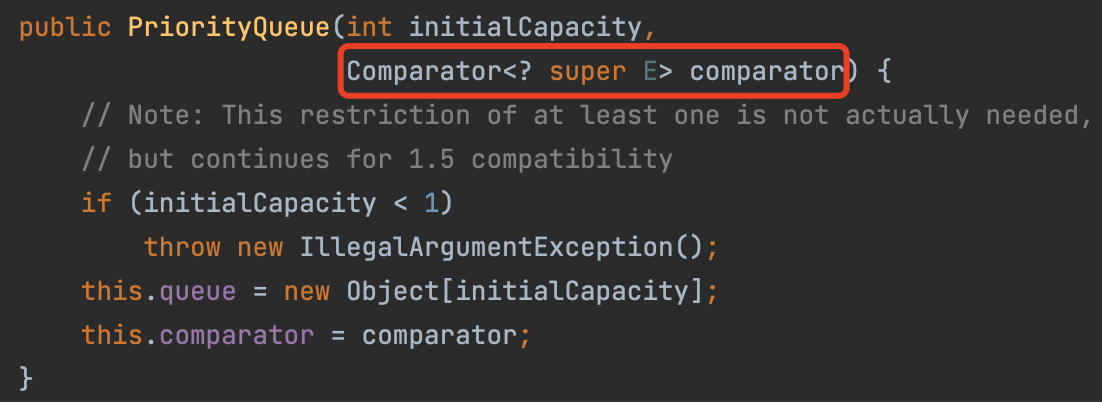 public PriorityQueue(int initialCapacity,
Comparator<? super E> comparator) {
// Note: This restriction of at least one is not actually needed,
// but continues for 1.5 compatibility
if (initialCapacity < 1)
throw new IllegalArgumentException();
this.queue = new Object[initialCapacity];
this.comparator = comparator;
}